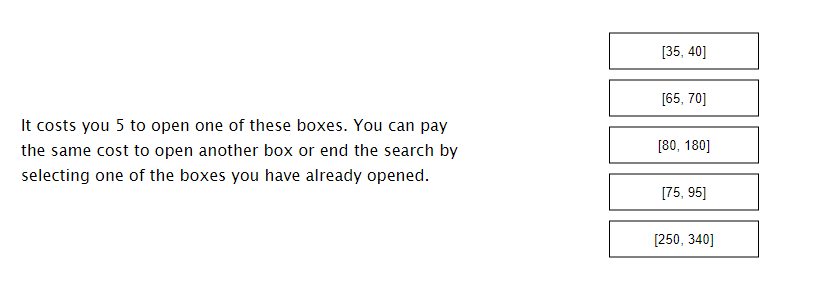 It costs you 5 to open one of these boxes. You can pay
the same cost to open another box or end the search by
selecting one of the boxes you have already opened.
[35, 40]
[65, 70]
[80, 180]
[75, 95]
[250, 340]